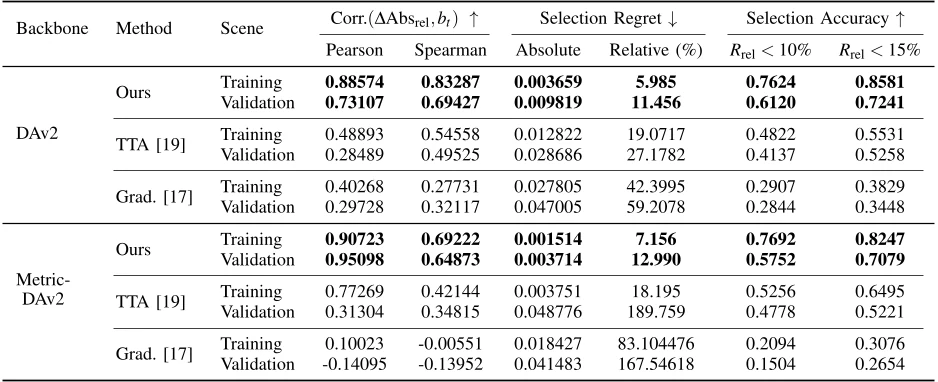 Backbone Method Scene Corr.(ΔAbs_rel, b_t) ↑ Selection Regret ↓ Selection Accuracy ↑
Pearson Spearman Absolute Relative (%) R_rel < 10% R_rel < 15%
DAv2 Ours Training 0.88574 0.83287 0.003659 5.985 0.7624 0.8581
Validation 0.73107 0.69427 0.009819 11.456 0.6120 0.7241
TTA [19] Training 0.48893 0.54558 0.012822 19.0717 0.4822 0.5531
Validation 0.28489 0.49525 0.028686 27.1782 0.4137 0.5258
Grad. [17] Training 0.40268 0.27731 0.027805 42.3995 0.2907 0.3829
Validation 0.29728 0.32117 0.047005 59.2078 0.2844 0.3448
Metric-DAv2 Ours Training 0.90723 0.69222 0.001514 7.156 0.7692 0.8247
Validation 0.95098 0.64873 0.003714 12.990 0.5752 0.7079
TTA [19] Training 0.77269 0.42144 0.003751 18.195 0.5256 0.6495
Validation 0.31304 0.34815 0.048776 189.759 0.4778 0.5221
Grad. [17] Training 0.10023 -0.00551 0.018427 83.104476 0.2094 0.3076
Validation -0.14095 -0.13952 0.041483 167.54618 0.1504 0.2654